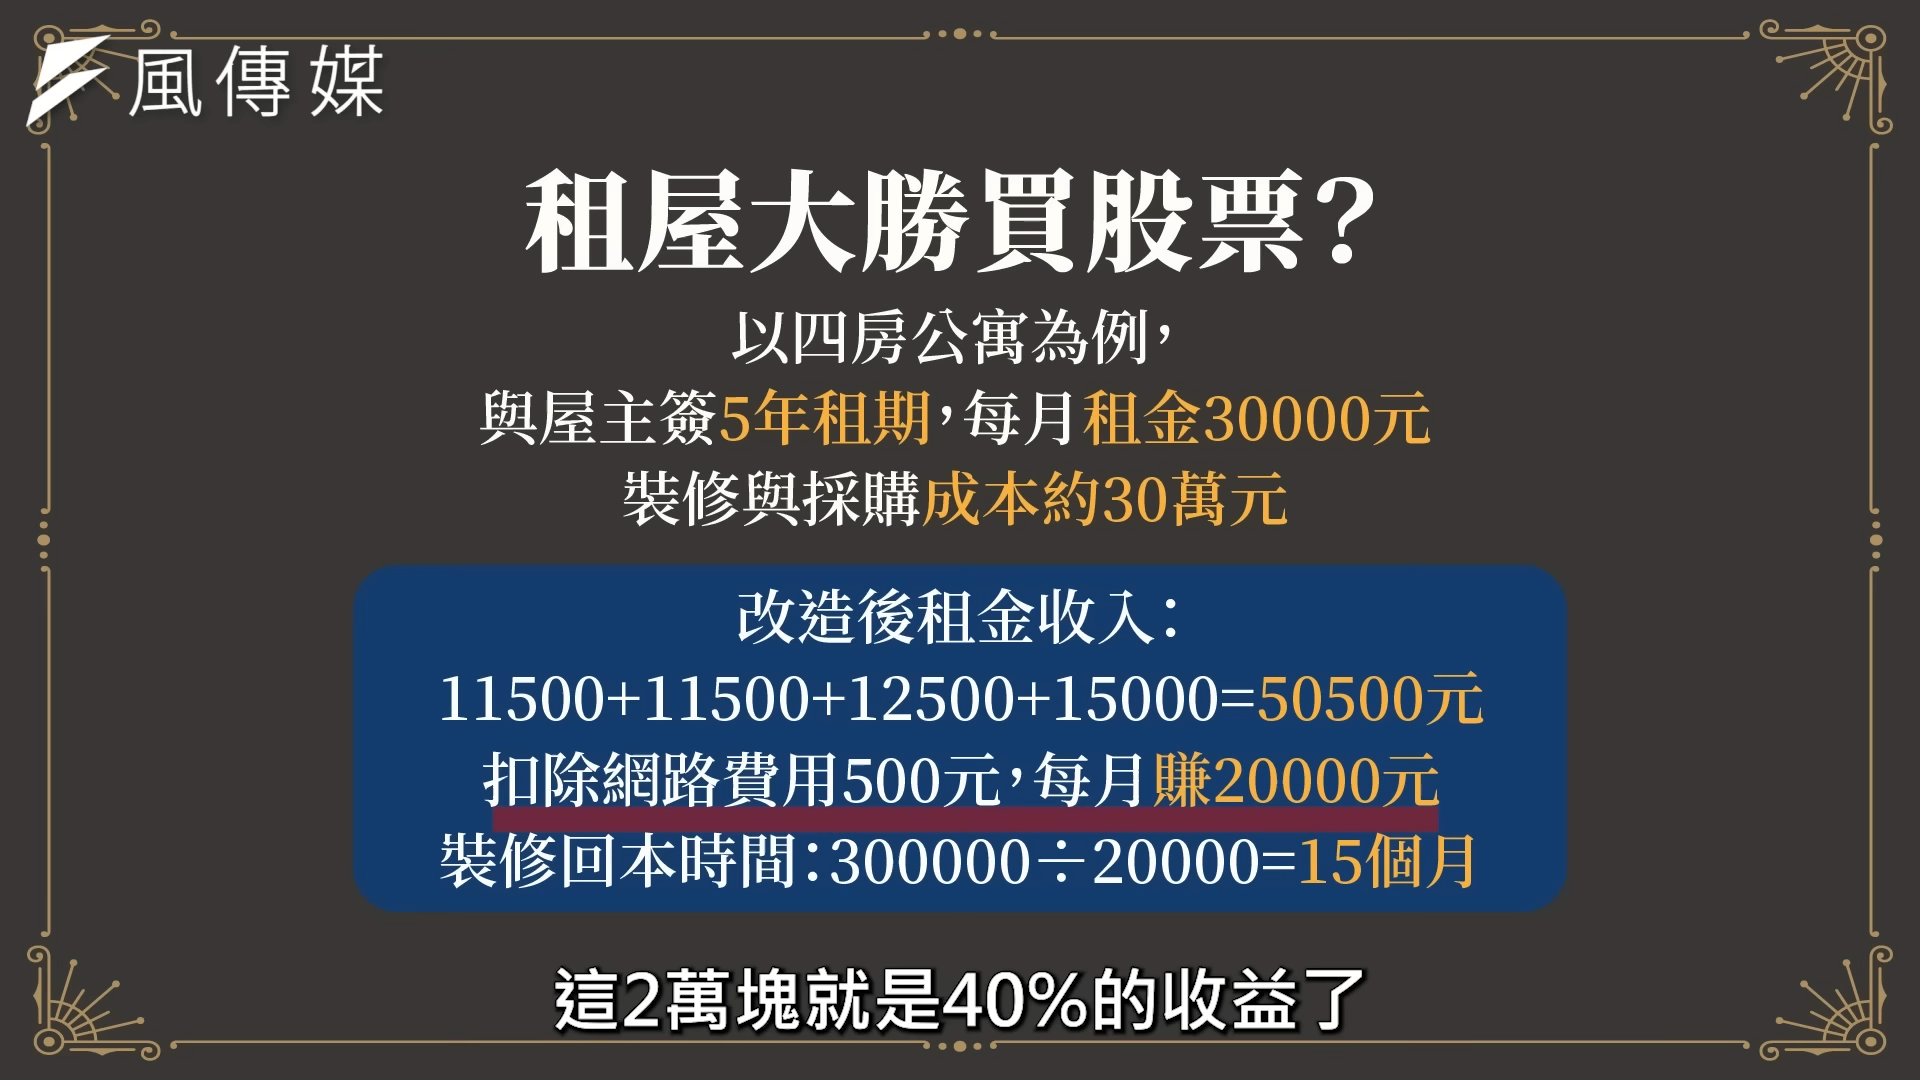 風傳媒
租屋大勝買股票?
以四房公寓為例,
與屋主簽5年租期,每月租金30000元
裝修與採購成本約30萬元
改造後租金收入:
11500+11500+12500+15000=50500元
扣除網路費用500元,每月賺20000元
裝修回本時間:300000÷20000=15個月
這2萬塊就是40%的收益了